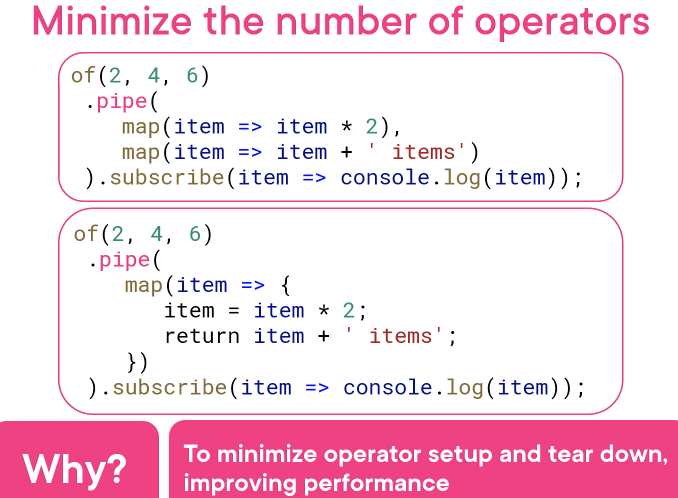 Minimize the number of operators
of(2, 4, 6)
.pipe(
map(item => item * 2),
map(item => item + ' items')
).subscribe(item => console.log(item));
of(2, 4, 6)
.pipe(
map(item => {
item = item * 2;
return item + ' items';
})
).subscribe(item => console.log(item));
Why?
To minimize operator setup and tear down,
improving performance